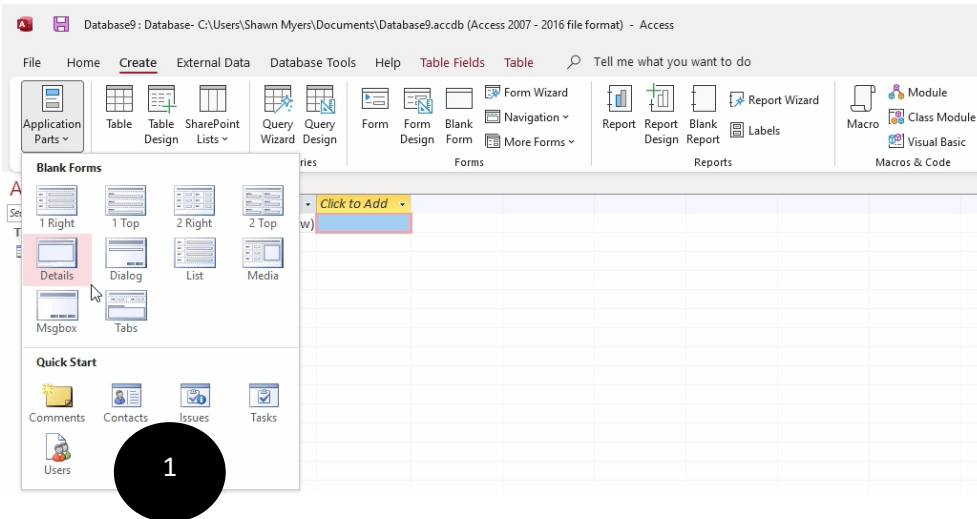 Database9 : Database- C:\Users\Shawn Myers\Documents\Database9.accdb (Access 2007 - 2016 file format) - Access
File Home Create External Data Database Tools Help Table Fields Table Tell me what you want to do
Application Parts
Table
Table Design
SharePoint Lists
Query Wizard
Query Design
Form
Form Design
Blank Form
Form Wizard
Navigation
More Forms
Forms
Report
Report Design
Blank Report
Report Wizard
Labels
Reports
Macro
Module
Class Module
Visual Basic
Macros & Code
Blank Forms
1 Right 1 Top 2 Right 2 Top
Details Dialog List Media
Msgbox Tabs
Quick Start
Comments Contacts Issues Tasks
Users
1
Click to Add